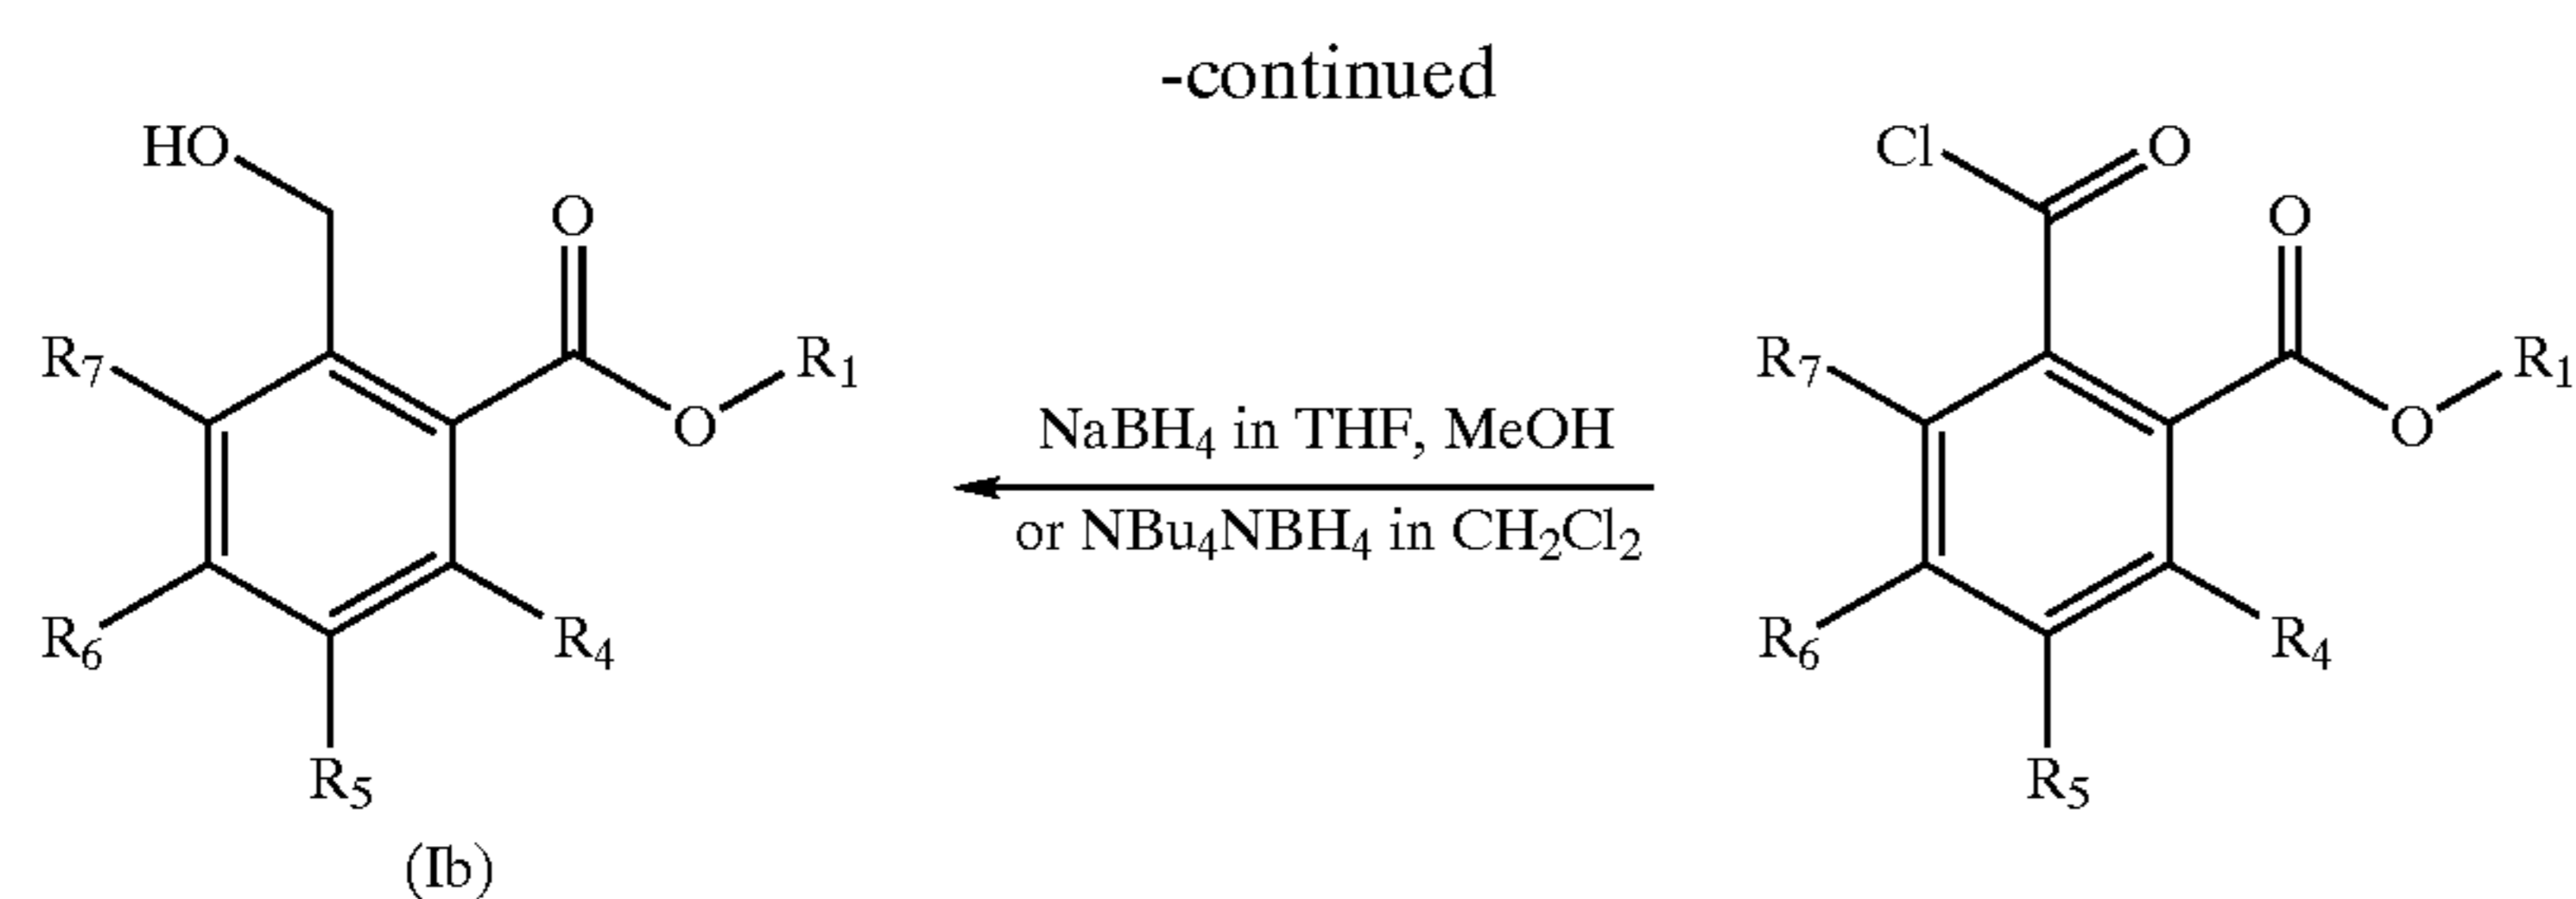 -continued
HO
O
R7
O
R1
R6
R4
R5
(Ib)
NaBH4 in THF, MeOH
or NBu4NBH4 in CH2Cl2
Cl
O
O
R7
O
R1
R6
R4
R5